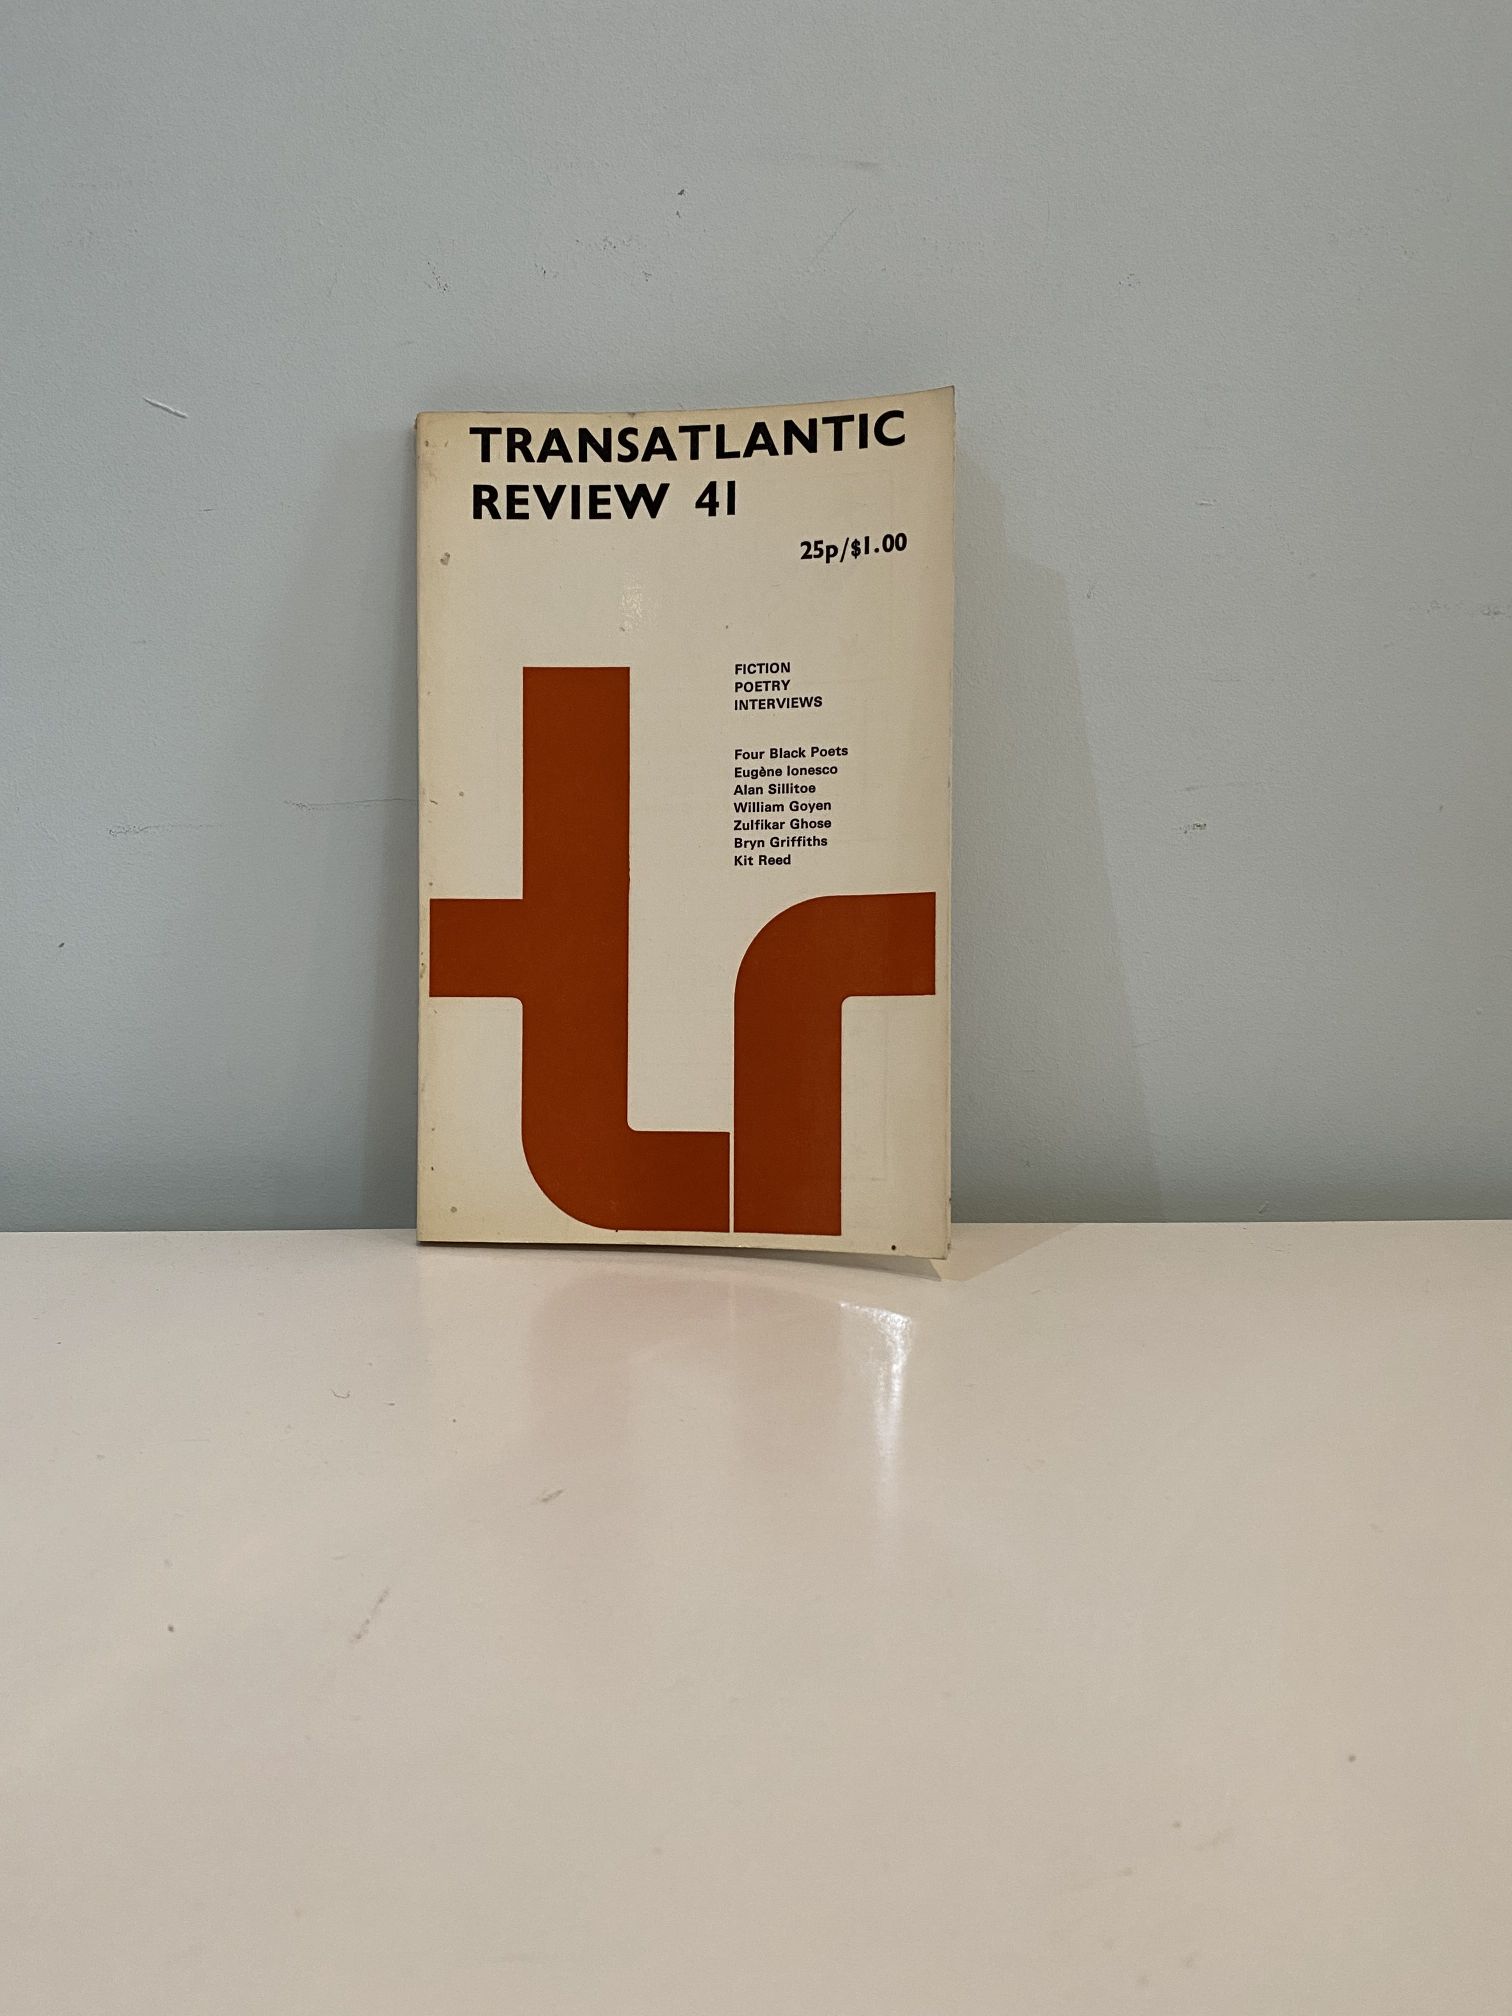 TRANSATLANTIC
REVIEW 41
25p/$1.00
FICTION
POETRY
INTERVIEWS
Four Black Poets
Eugène Ionesco
Alan Sillitoe
William Goyen
Zulfikar Ghose
Bryn Griffiths
Kit Reed
tr